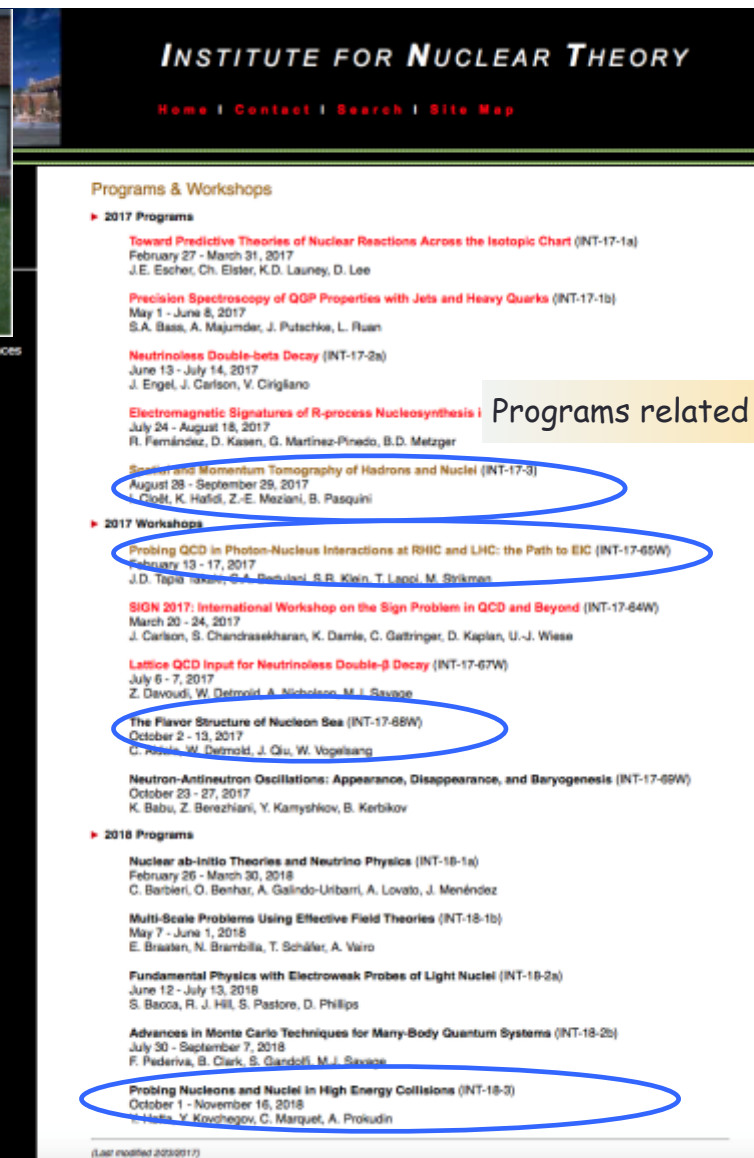 INSTITUTE FOR NUCLEAR THEORY
Home | Contact | Search | Site Map
Programs & Workshops
2017 Programs
Toward Predictive Theories of Nuclear Reactions Across the Isotopic Chart (INT-17-1a)
February 27 - March 31, 2017
J.E. Escher, Ch. Elster, K.D. Launey, D. Lee
Precision Spectroscopy of QGP Properties with Jets and Heavy Quarks (INT-17-1b)
May 1 - June 8, 2017
S.A. Bass, A. Majumder, J. Putschke, L. Ruan
Neutrinoless Double-beta Decay (INT-17-2a)
June 13 - July 14, 2017
J. Engel, J. Carlson, V. Cirigliano
Electromagnetic Signatures of R-process Nucleosynthesis
Programs related
July 24 - August 18, 2017
R. Fernández, D. Kasen, G. Martínez-Pinedo, B.D. Metzger
Spatial and Momentum Tomography of Hadrons and Nuclei (INT-17-3)
August 28 - September 29, 2017
I. Cloët, K. Hafidi, Z.-E. Meziani, B. Pasquini
2017 Workshops
Probing QCD in Photon-Nucleus Interactions at RHIC and LHC: the Path to EIC (INT-17-65W)
February 13 - 17, 2017
J.D. Tapia Takaki, S.R. Klein, T. Lappi, M. Strikman
SIGN 2017: International Workshop on the Sign Problem in QCD and Beyond (INT-17-64W)
March 20 - 24, 2017
J. Carlson, S. Chandrasekharan, K. Damle, C. Gattringer, D. Kaplan, U.-J. Wiese
Lattice QCD Input for Neutrinoless Double-β Decay (INT-17-67W)
July 6 - 7, 2017
Z. Davoudi, W. Detmold, A. Nicholson, M.J. Savage
The Flavor Structure of Nucleon Sea (INT-17-68W)
October 2 - 13, 2017
C. Aidala, W. Detmold, J. Qiu, W. Vogelsang
Neutron-Antineutron Oscillations: Appearance, Disappearance, and Baryogenesis (INT-17-69W)
October 23 - 27, 2017
K. Babu, Z. Berezhiani, Y. Kamyshkov, B. Kerbikov
2018 Programs
Nuclear ab-initio Theories and Neutrino Physics (INT-18-1a)
February 26 - March 30, 2018
C. Barbieri, O. Benhar, A. Galindo-Uribarri, A. Lovato, J. Menéndez
Multi-Scale Problems Using Effective Field Theories (INT-18-1b)
May 7 - June 1, 2018
E. Braaten, N. Brambilla, T. Schäfer, A. Vairo
Fundamental Physics with Electroweak Probes of Light Nuclei (INT-18-2a)
June 12 - July 13, 2018
S. Bacca, R. J. Hill, S. Pastore, D. Phillips
Advances in Monte Carlo Techniques for Many-Body Quantum Systems (INT-18-2b)
July 30 - September 7, 2018
F. Pederiva, B. Clark, S. Gandolfi, M.J. Savage
Probing Nucleons and Nuclei in High Energy Collisions (INT-18-3)
October 1 - November 16, 2018
Y. Hatta, Y. Kovchegov, C. Marquet, A. Prokudin
(Last modified 2/23/2017)